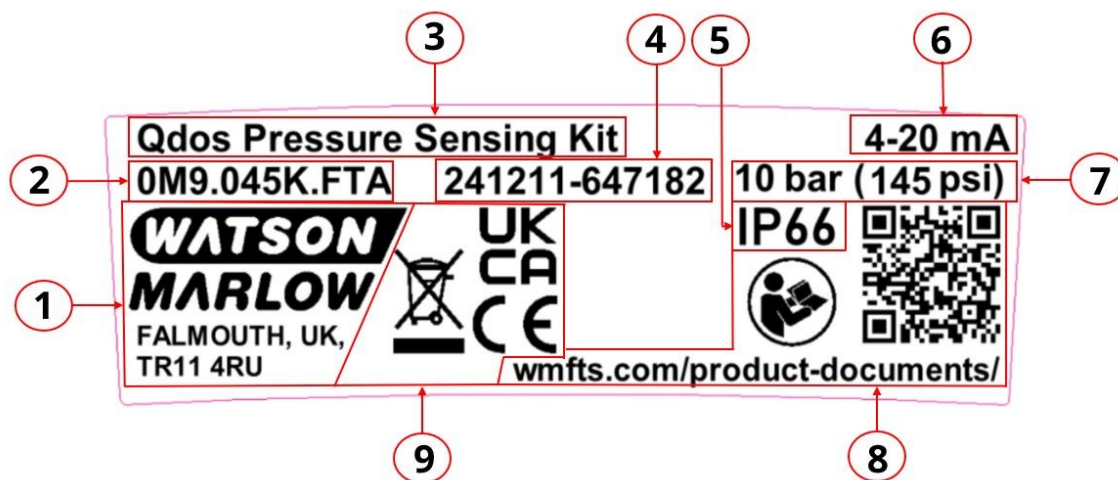 3
4
5
6
Qdos Pressure Sensing Kit
4-20 mA
2
0M9.045K.FTA
241211-647182
10 bar (145 psi)
7
IP66
1
WATSON
MARLOW
FALMOUTH, UK,
TR11 4RU
UK
CA
CE
wmfts.com/product-documents/
9
8